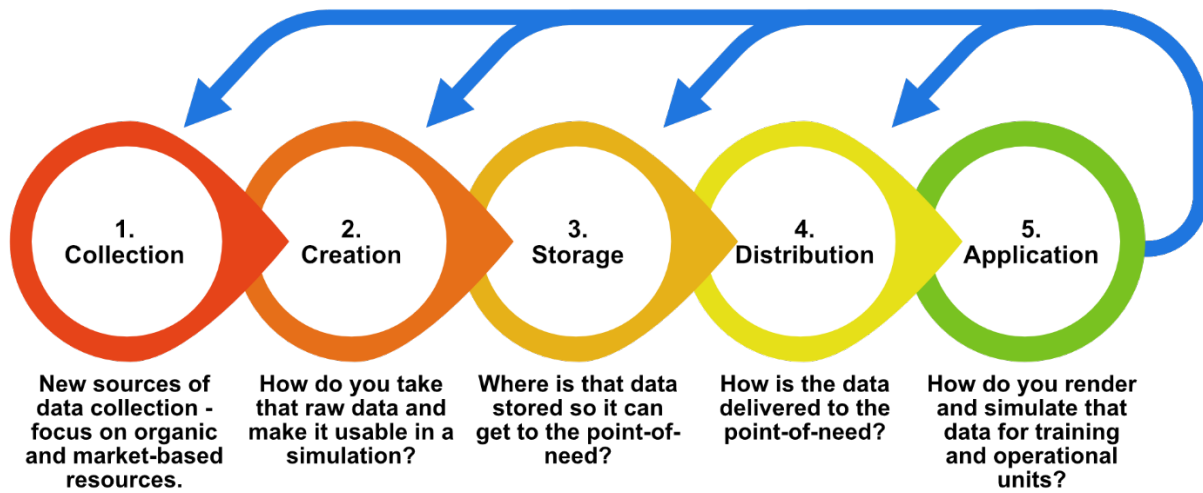 1.
Collection
2.
Creation
3.
Storage
4.
Distribution
5.
Application
New sources of
data collection -
focus on organic
and market-based
resources.
How do you take
that raw data and
make it usable in a
simulation?
Where is that data
stored so it can
get to the point-of-
need?
How is the data
delivered to the
point-of-need?
How do you render
and simulate that
data for training
and operational
units?